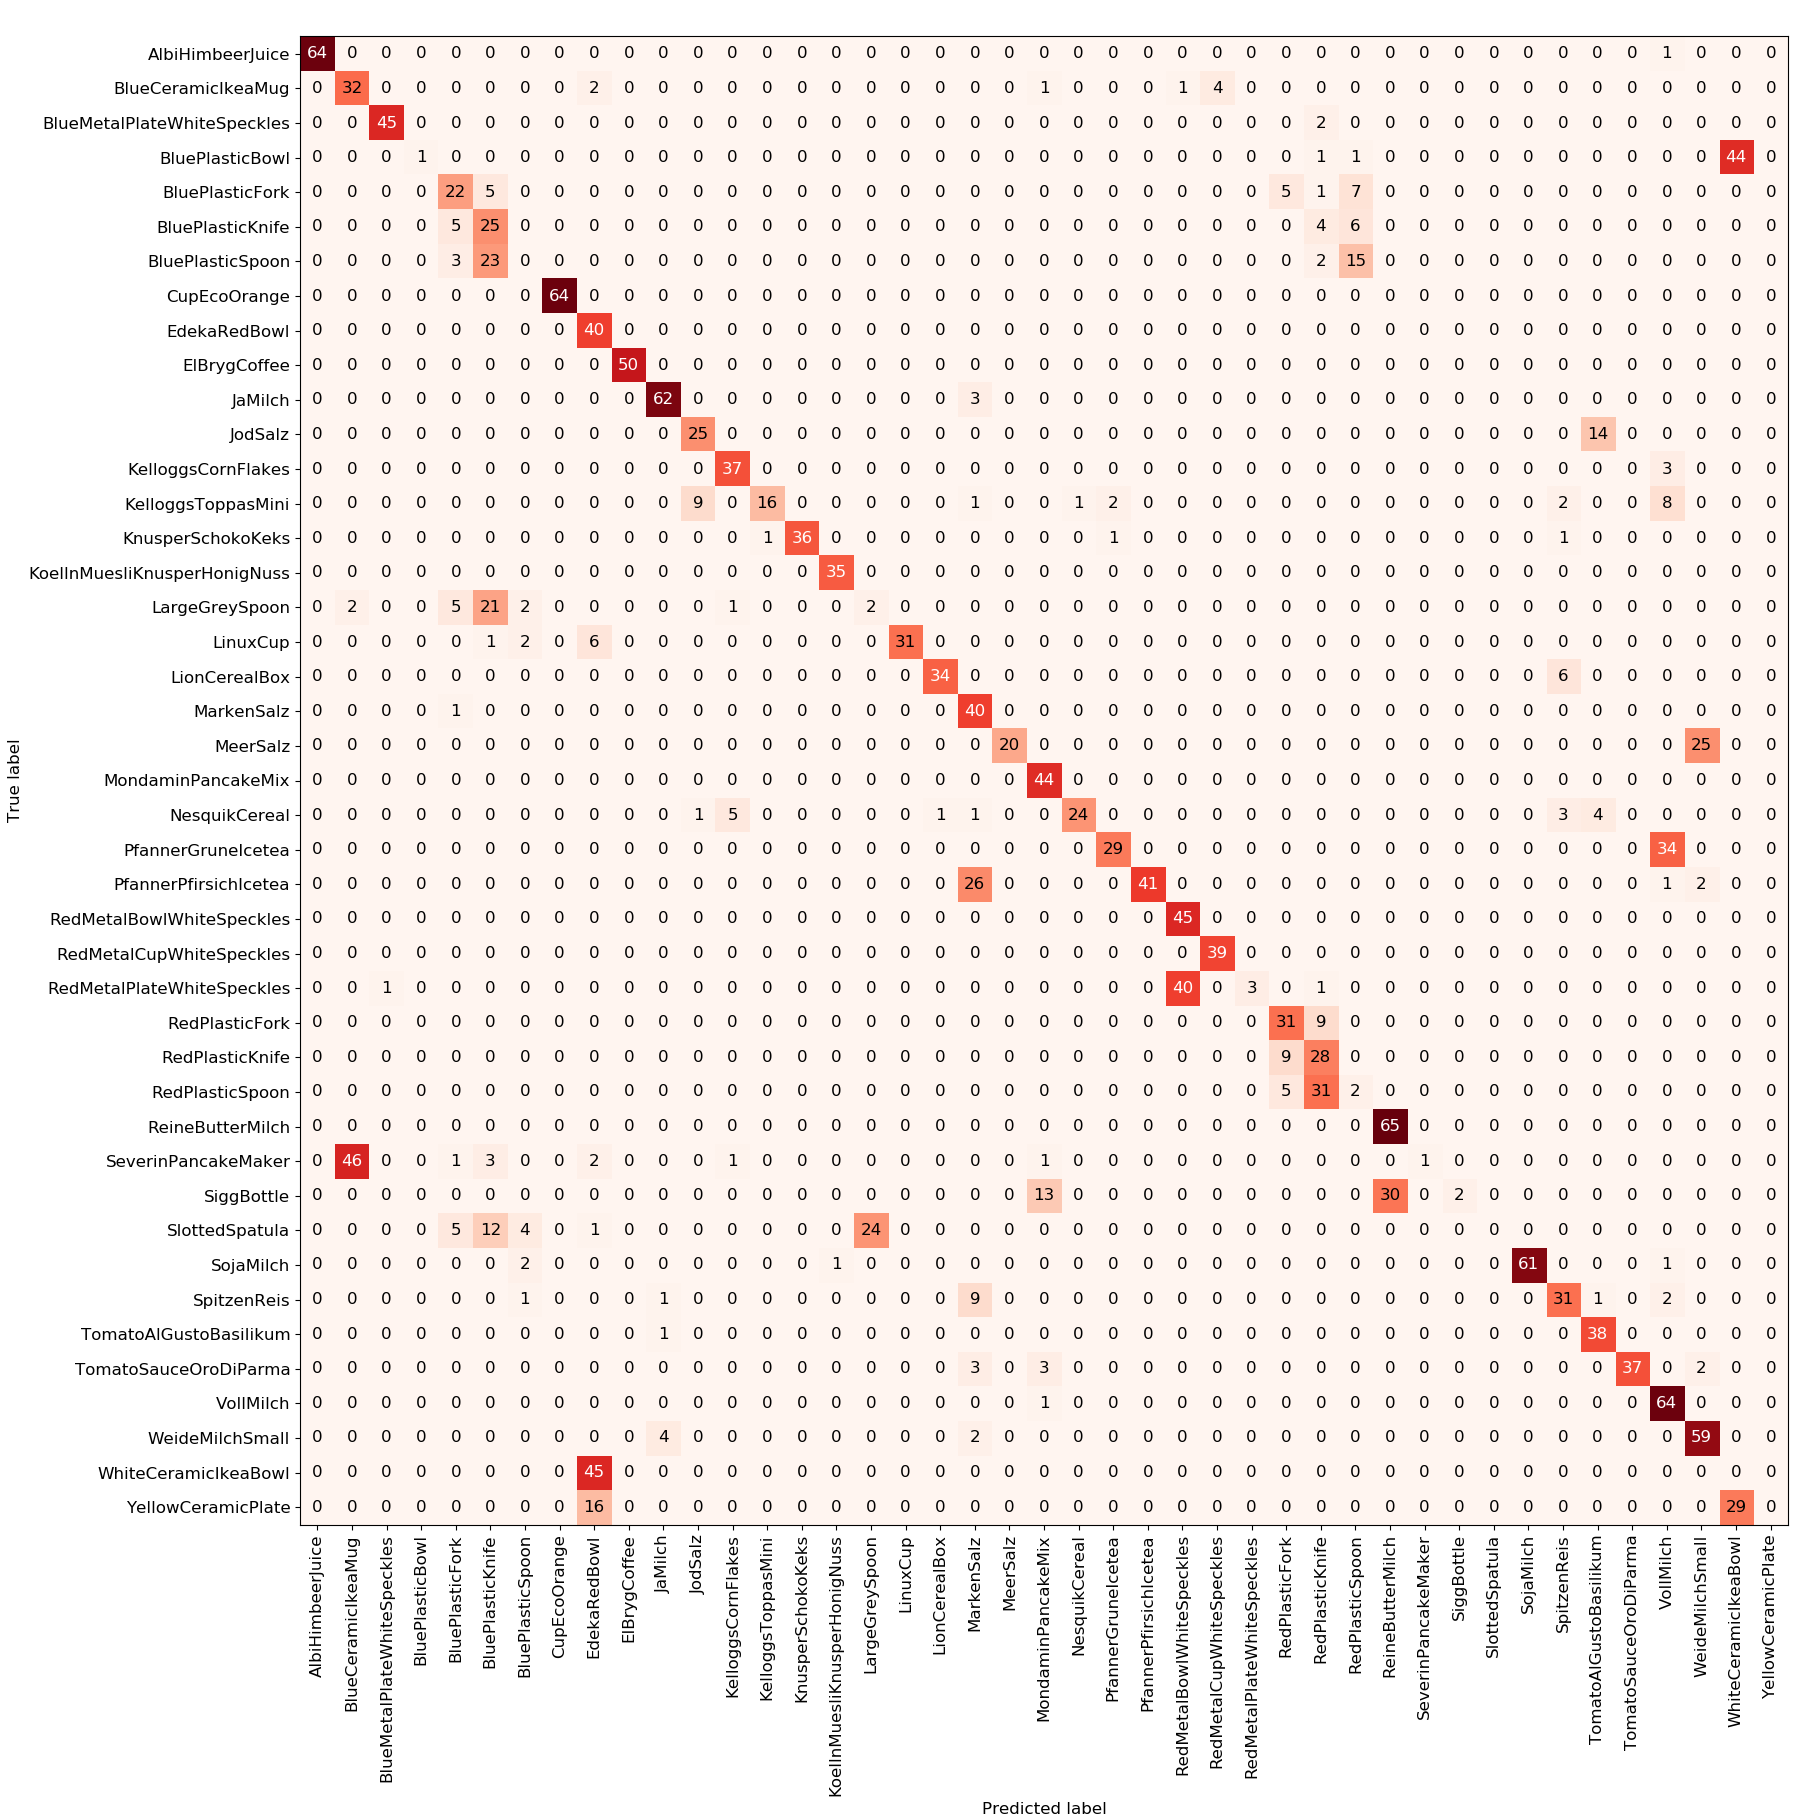 AlbiHimbeerJuice 64 0 0 0 0 0 0 0 0 0 0 0 0 0 0 0 0 0 0 0 0 0 0 0 0 0 0 0 0 0 0 0 0 0 0 0 0 0 0 1 0 0 0
BlueCeramicIkeaMug 0 32 0 0 0 0 0 0 2 0 0 0 0 0 0 0 0 0 0 0 0 1 0 0 0 1 4 0 0 0 0 0 0 0 0 0 0 0 0 0 0 0 0
BlueMetalPlateWhiteSpeckles 0 0 45 0 0 0 0 0 0 0 0 0 0 0 0 0 0 0 0 0 0 0 0 0 0 0 0 0 0 2 0 0 0 0 0 0 0 0 0 0 0 0 0
BluePlasticBowl 0 0 0 1 0 0 0 0 0 0 0 0 0 0 0 0 0 0 0 0 0 0 0 0 0 0 0 0 0 1 1 0 0 0 0 0 0 0 0 0 0 44 0
BluePlasticFork 0 0 0 0 22 5 0 0 0 0 0 0 0 0 0 0 0 0 0 0 0 0 0 0 0 0 0 0 5 1 7 0 0 0 0 0 0 0 0 0 0 0 0
BluePlasticKnife 0 0 0 0 5 25 0 0 0 0 0 0 0 0 0 0 0 0 0 0 0 0 0 0 0 0 0 0 0 4 6 0 0 0 0 0 0 0 0 0 0 0 0
BluePlasticSpoon 0 0 0 0 3 23 0 0 0 0 0 0 0 0 0 0 0 0 0 0 0 0 0 0 0 0 0 0 0 2 15 0 0 0 0 0 0 0 0 0 0 0 0
CupEcoOrange 0 0 0 0 0 0 0 64 0 0 0 0 0 0 0 0 0 0 0 0 0 0 0 0 0 0 0 0 0 0 0 0 0 0 0 0 0 0 0 0 0 0 0
EdekaRedBowl 0 0 0 0 0 0 0 0 40 0 0 0 0 0 0 0 0 0 0 0 0 0 0 0 0 0 0 0 0 0 0 0 0 0 0 0 0 0 0 0 0 0 0
ElBrygCoffee 0 0 0 0 0 0 0 0 0 50 0 0 0 0 0 0 0 0 0 0 0 0 0 0 0 0 0 0 0 0 0 0 0 0 0 0 0 0 0 0 0 0 0
JaMilch 0 0 0 0 0 0 0 0 0 0 62 0 0 0 0 0 0 0 0 3 0 0 0 0 0 0 0 0 0 0 0 0 0 0 0 0 0 0 0 0 0 0 0
JodSalz 0 0 0 0 0 0 0 0 0 0 0 25 0 0 0 0 0 0 0 0 0 0 0 0 0 0 0 0 0 0 0 0 0 0 0 0 0 14 0 0 0 0 0
KelloggsCornFlakes 0 0 0 0 0 0 0 0 0 0 0 0 37 0 0 0 0 0 0 0 0 0 0 0 0 0 0 0 0 0 0 0 0 0 0 0 0 0 0 3 0 0 0
KelloggsToppasMini 0 0 0 0 0 0 0 0 0 0 0 9 0 16 0 0 0 0 0 1 0 0 1 2 0 0 0 0 0 0 0 0 0 0 0 0 2 0 0 8 0 0 0
KnusperSchokoKeks 0 0 0 0 0 0 0 0 0 0 0 0 0 1 36 0 0 0 0 0 0 0 0 1 0 0 0 0 0 0 0 0 0 0 0 0 1 0 0 0 0 0 0
KoellnMuesliKnusperHonigNuss 0 0 0 0 0 0 0 0 0 0 0 0 0 0 0 35 0 0 0 0 0 0 0 0 0 0 0 0 0 0 0 0 0 0 0 0 0 0 0 0 0 0 0
LargeGreySpoon 0 2 0 0 5 21 2 0 0 0 0 0 1 0 0 0 2 0 0 0 0 0 0 0 0 0 0 0 0 0 0 0 0 0 0 0 0 0 0 0 0 0 0
LinuxCup 0 0 0 0 0 1 2 0 6 0 0 0 0 0 0 0 0 31 0 0 0 0 0 0 0 0 0 0 0 0 0 0 0 0 0 0 0 0 0 0 0 0 0
LionCerealBox 0 0 0 0 0 0 0 0 0 0 0 0 0 0 0 0 0 0 34 0 0 0 0 0 0 0 0 0 0 0 0 0 0 0 0 0 6 0 0 0 0 0 0
MarkenSalz 0 0 0 0 1 0 0 0 0 0 0 0 0 0 0 0 0 0 0 40 0 0 0 0 0 0 0 0 0 0 0 0 0 0 0 0 0 0 0 0 0 0 0
MeerSalz 0 0 0 0 0 0 0 0 0 0 0 0 0 0 0 0 0 0 0 0 20 0 0 0 0 0 0 0 0 0 0 0 0 0 0 0 0 0 0 0 25 0 0
MondaminPancakeMix 0 0 0 0 0 0 0 0 0 0 0 0 0 0 0 0 0 0 0 0 0 44 0 0 0 0 0 0 0 0 0 0 0 0 0 0 0 0 0 0 0 0 0
NesquikCereal 0 0 0 0 0 0 0 0 0 0 0 1 5 0 0 0 0 0 1 1 0 0 24 0 0 0 0 0 0 0 0 0 0 0 0 0 3 4 0 0 0 0 0
PfannerGruneIcetea 0 0 0 0 0 0 0 0 0 0 0 0 0 0 0 0 0 0 0 0 0 0 0 29 0 0 0 0 0 0 0 0 0 0 0 0 0 0 0 34 0 0 0
PfannerPfirsichIcetea 0 0 0 0 0 0 0 0 0 0 0 0 0 0 0 0 0 0 0 26 0 0 0 0 41 0 0 0 0 0 0 0 0 0 0 0 0 0 0 1 2 0 0
RedMetalBowlWhiteSpeckles 0 0 0 0 0 0 0 0 0 0 0 0 0 0 0 0 0 0 0 0 0 0 0 0 0 45 0 0 0 0 0 0 0 0 0 0 0 0 0 0 0 0 0
RedMetalCupWhiteSpeckles 0 0 0 0 0 0 0 0 0 0 0 0 0 0 0 0 0 0 0 0 0 0 0 0 0 0 39 0 0 0 0 0 0 0 0 0 0 0 0 0 0 0 0
RedMetalPlateWhiteSpeckles 0 0 1 0 0 0 0 0 0 0 0 0 0 0 0 0 0 0 0 0 0 0 0 0 0 40 0 3 0 1 0 0 0 0 0 0 0 0 0 0 0 0 0
RedPlasticFork 0 0 0 0 0 0 0 0 0 0 0 0 0 0 0 0 0 0 0 0 0 0 0 0 0 0 0 0 31 9 0 0 0 0 0 0 0 0 0 0 0 0 0
RedPlasticKnife 0 0 0 0 0 0 0 0 0 0 0 0 0 0 0 0 0 0 0 0 0 0 0 0 0 0 0 0 9 28 0 0 0 0 0 0 0 0 0 0 0 0 0
RedPlasticSpoon 0 0 0 0 0 0 0 0 0 0 0 0 0 0 0 0 0 0 0 0 0 0 0 0 0 0 0 0 5 31 2 0 0 0 0 0 0 0 0 0 0 0 0
ReineButterMilch 0 0 0 0 0 0 0 0 0 0 0 0 0 0 0 0 0 0 0 0 0 0 0 0 0 0 0 0 0 0 0 65 0 0 0 0 0 0 0 0 0 0 0
SeverinPancakeMaker 0 46 0 0 1 3 0 0 2 0 0 0 1 0 0 0 0 0 0 0 0 1 0 0 0 0 0 0 0 0 0 0 1 0 0 0 0 0 0 0 0 0 0
SiggBottle 0 0 0 0 0 0 0 0 0 0 0 0 0 0 0 0 0 0 0 0 0 13 0 0 0 0 0 0 0 0 0 30 0 2 0 0 0 0 0 0 0 0 0
SlottedSpatula 0 0 0 0 5 12 4 0 1 0 0 0 0 0 0 0 24 0 0 0 0 0 0 0 0 0 0 0 0 0 0 0 0 0 0 0 0 0 0 0 0 0 0
SojaMilch 0 0 0 0 0 0 2 0 0 0 0 0 0 0 0 1 0 0 0 0 0 0 0 0 0 0 0 0 0 0 0 0 0 0 0 61 0 0 0 1 0 0 0
SpitzenReis 0 0 0 0 0 0 1 0 0 0 1 0 0 0 0 0 0 0 0 9 0 0 0 0 0 0 0 0 0 0 0 0 0 0 0 0 31 1 0 2 0 0 0
TomatoAlGustoBasilikum 0 0 0 0 0 0 0 0 0 0 1 0 0 0 0 0 0 0 0 0 0 0 0 0 0 0 0 0 0 0 0 0 0 0 0 0 0 38 0 0 0 0 0
TomatoSauceOroDiParma 0 0 0 0 0 0 0 0 0 0 0 0 0 0 0 0 0 0 0 3 0 3 0 0 0 0 0 0 0 0 0 0 0 0 0 0 0 0 37 0 2 0 0
VollMilch 0 0 0 0 0 0 0 0 0 0 0 0 0 0 0 0 0 0 0 0 0 1 0 0 0 0 0 0 0 0 0 0 0 0 0 0 0 0 0 64 0 0 0
WeideMilchSmall 0 0 0 0 0 0 0 0 0 0 4 0 0 0 0 0 0 0 0 2 0 0 0 0 0 0 0 0 0 0 0 0 0 0 0 0 0 0 0 0 59 0 0
WhiteCeramicIkeaBowl 0 0 0 0 0 0 0 0 45 0 0 0 0 0 0 0 0 0 0 0 0 0 0 0 0 0 0 0 0 0 0 0 0 0 0 0 0 0 0 0 0 0 0
YellowCeramicPlate 0 0 0 0 0 0 0 0 16 0 0 0 0 0 0 0 0 0 0 0 0 0 0 0 0 0 0 0 0 0 0 0 0 0 0 0 0 0 0 0 0 29 0
True label
AlbiHimbeerJuice
BlueCeramicIkeaMug
BlueMetalPlateWhiteSpeckles
BluePlasticBowl
BluePlasticFork
BluePlasticKnife
BluePlasticSpoon
CupEcoOrange
EdekaRedBowl
ElBrygCoffee
JaMilch
JodSalz
KelloggsCornFlakes
KelloggsToppasMini
KnusperSchokoKeks
KoellnMuesliKnusperHonigNuss
LargeGreySpoon
LinuxCup
LionCerealBox
MarkenSalz
MeerSalz
MondaminPancakeMix
NesquikCereal
PfannerGruneIcetea
PfannerPfirsichIcetea
RedMetalBowlWhiteSpeckles
RedMetalCupWhiteSpeckles
RedMetalPlateWhiteSpeckles
RedPlasticFork
RedPlasticKnife
RedPlasticSpoon
ReineButterMilch
SeverinPancakeMaker
SiggBottle
SlottedSpatula
SojaMilch
SpitzenReis
TomatoAlGustoBasilikum
TomatoSauceOroDiParma
VollMilch
WeideMilchSmall
WhiteCeramicIkeaBowl
YellowCeramicPlate
Predicted label